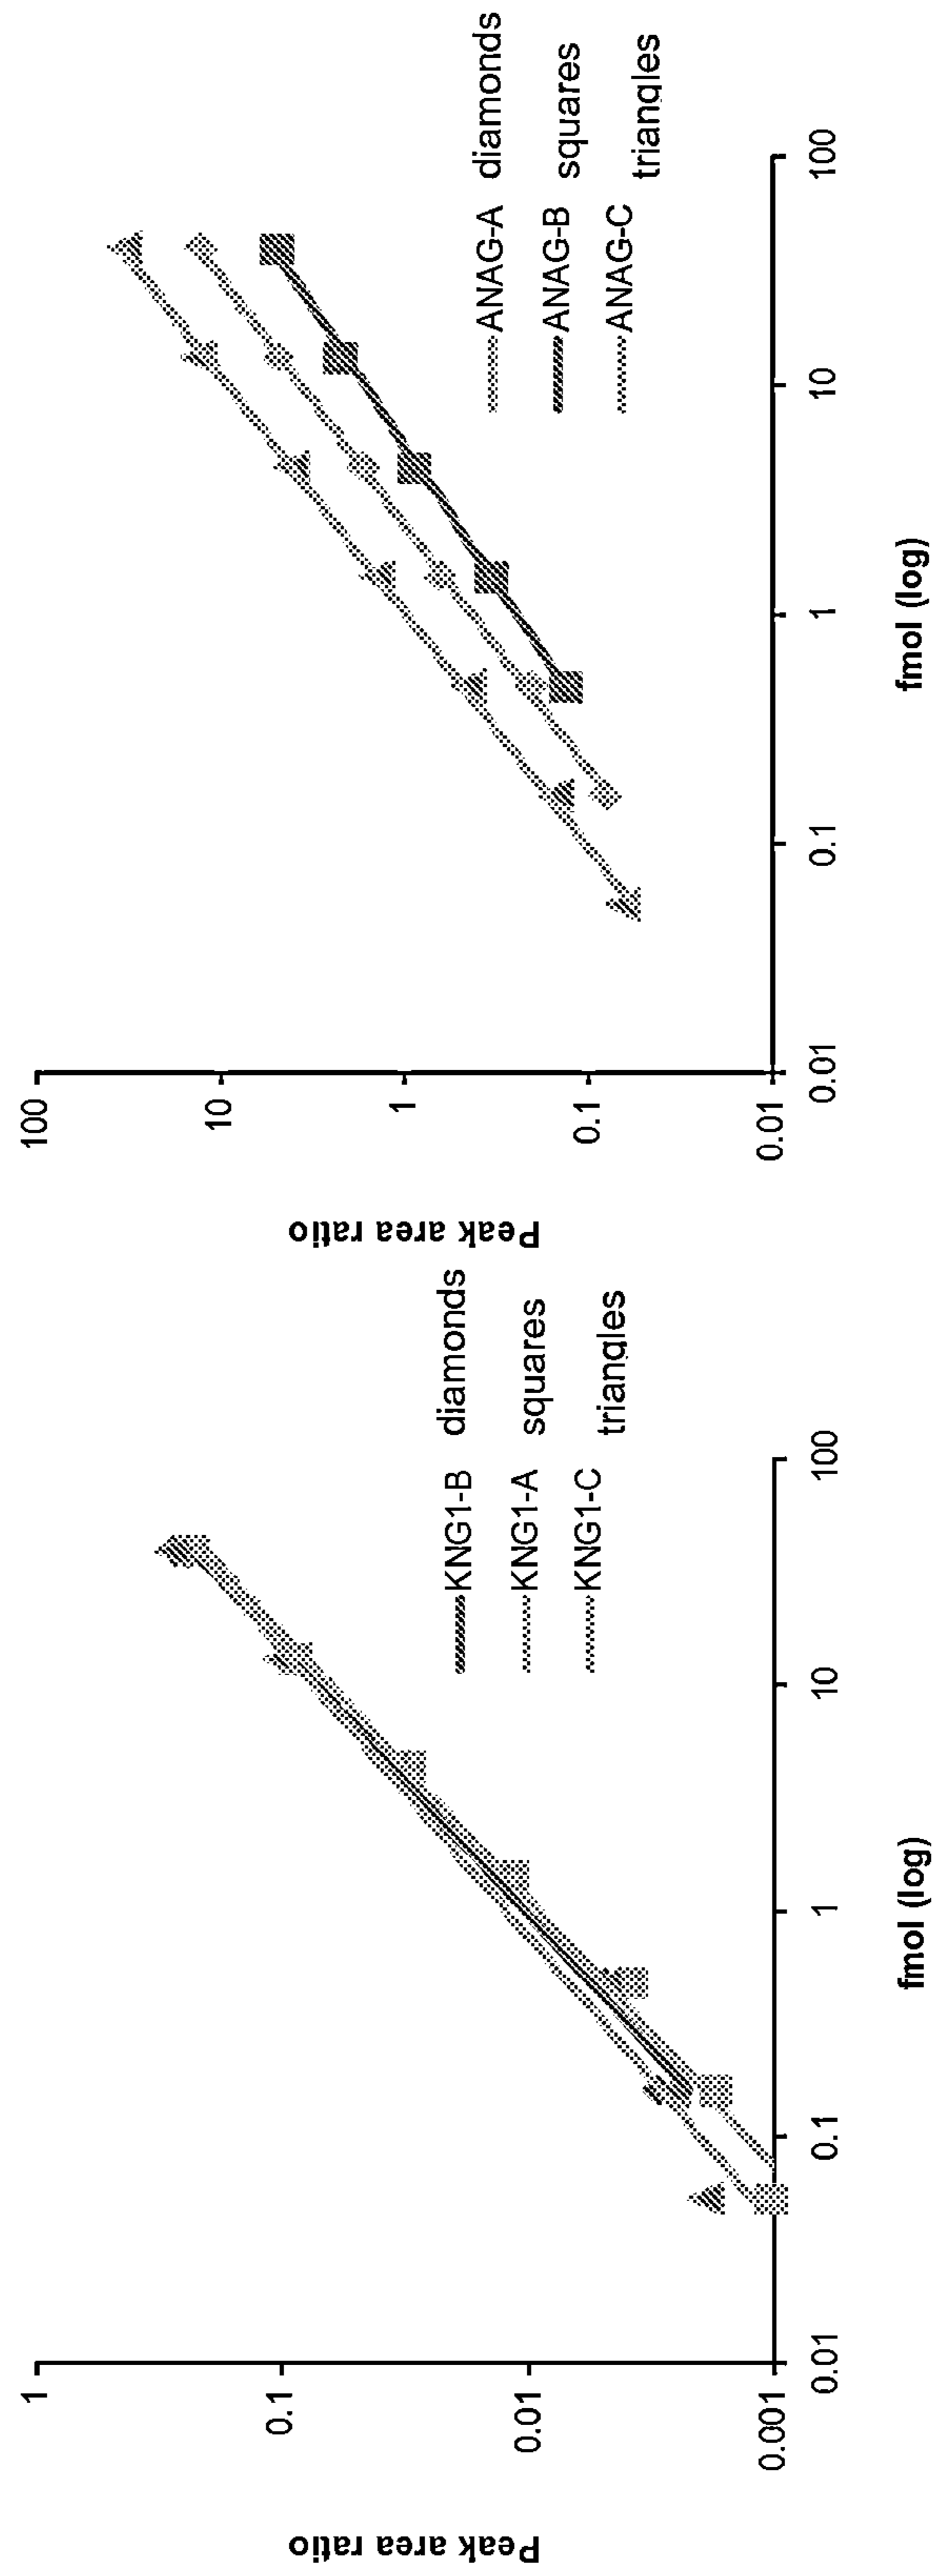 Peak area ratio
1
0.1
0.01
0.001
0.01
0.1
1
10
100
fmol (log)
KNG1-B diamonds
KNG1-A squares
KNG1-C triangles
Peak area ratio
100
10
1
0.1
0.01
0.01
0.1
1
10
100
fmol (log)
ANAG-A diamonds
ANAG-B squares
ANAG-C triangles